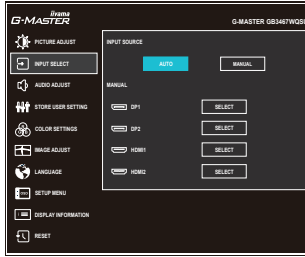 iiyama
G-MASTER
G-MASTER GB3467WQSU
PICTURE ADJUST
INPUT SELECT
AUDIO ADJUST
STORE USER SETTING
COLOR SETTINGS
IMAGE ADJUST
LANGUAGE
SETUP MENU
DISPLAY INFORMATION
RESET
INPUT SOURCE
AUTO
MANUAL
MANUAL
DP1
SELECT
DP2
SELECT
HDMI1
SELECT
HDMI2
SELECT